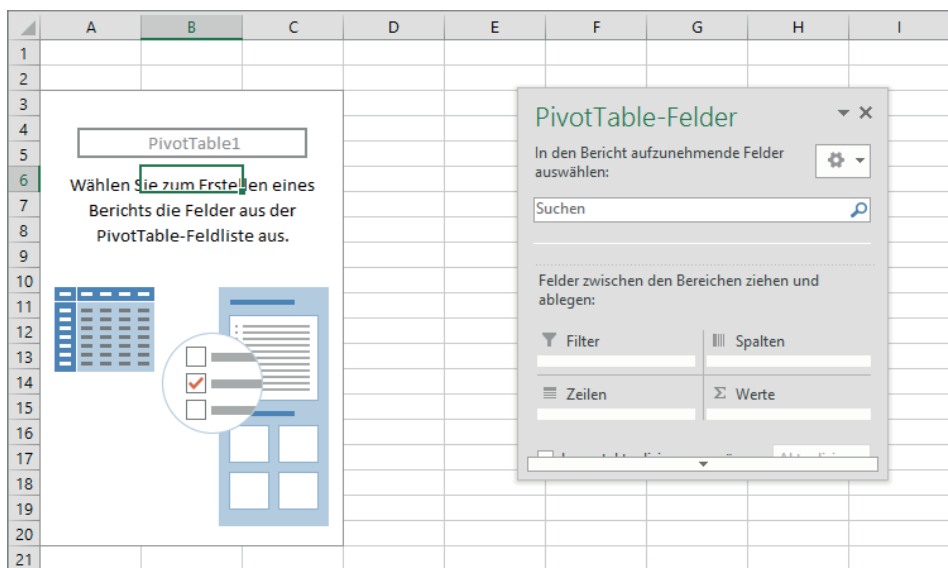 A B C D E F G H I
1
2
3
4
5
6
7
8
9
10
11
12
13
14
15
16
17
18
19
20
21
PivotTable1
Wählen Sie zum Erstellen eines
Berichts die Felder aus der
PivotTable-Feldliste aus.
PivotTable-Felder
In den Bericht aufzunehmende Felder
auswählen:
Suchen
Felder zwischen den Bereichen ziehen und
ablegen:
Filter
Spalten
Zeilen
Σ Werte